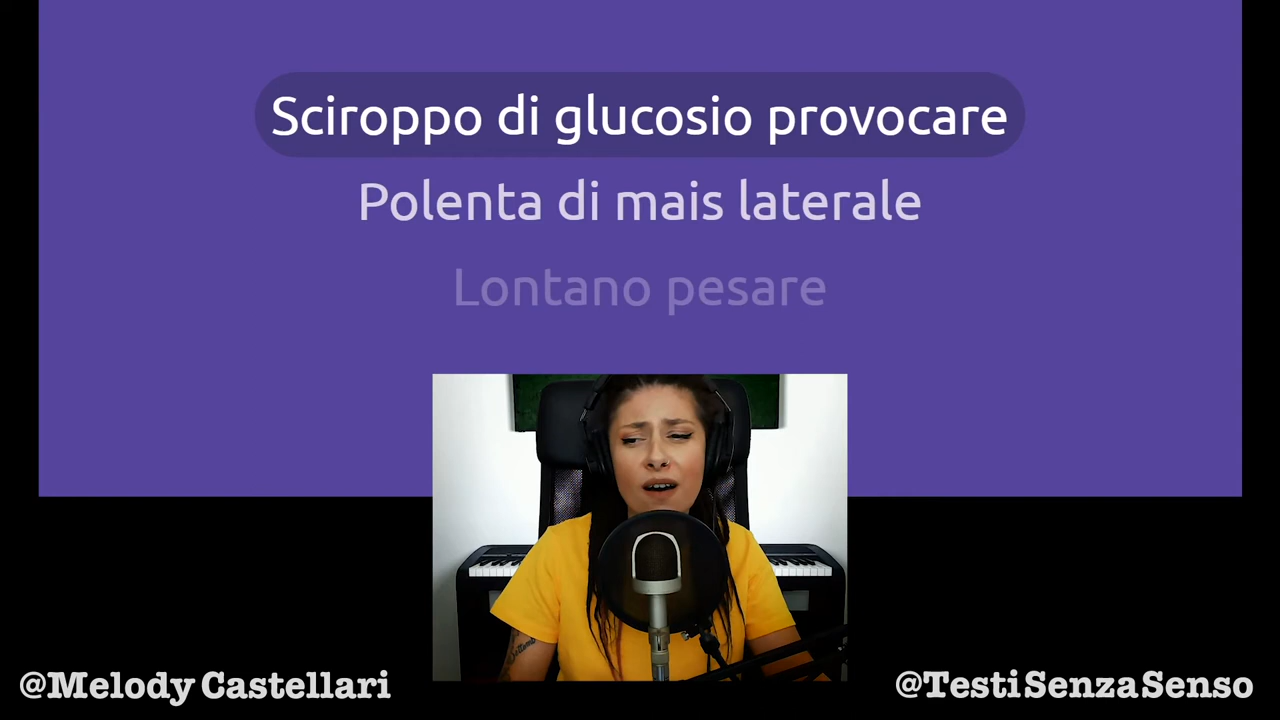 Sciroppo di glucosio provocare
Polenta di mais laterale
Lontano pesare
@Melody Castellari
@TestiSenzaSenso